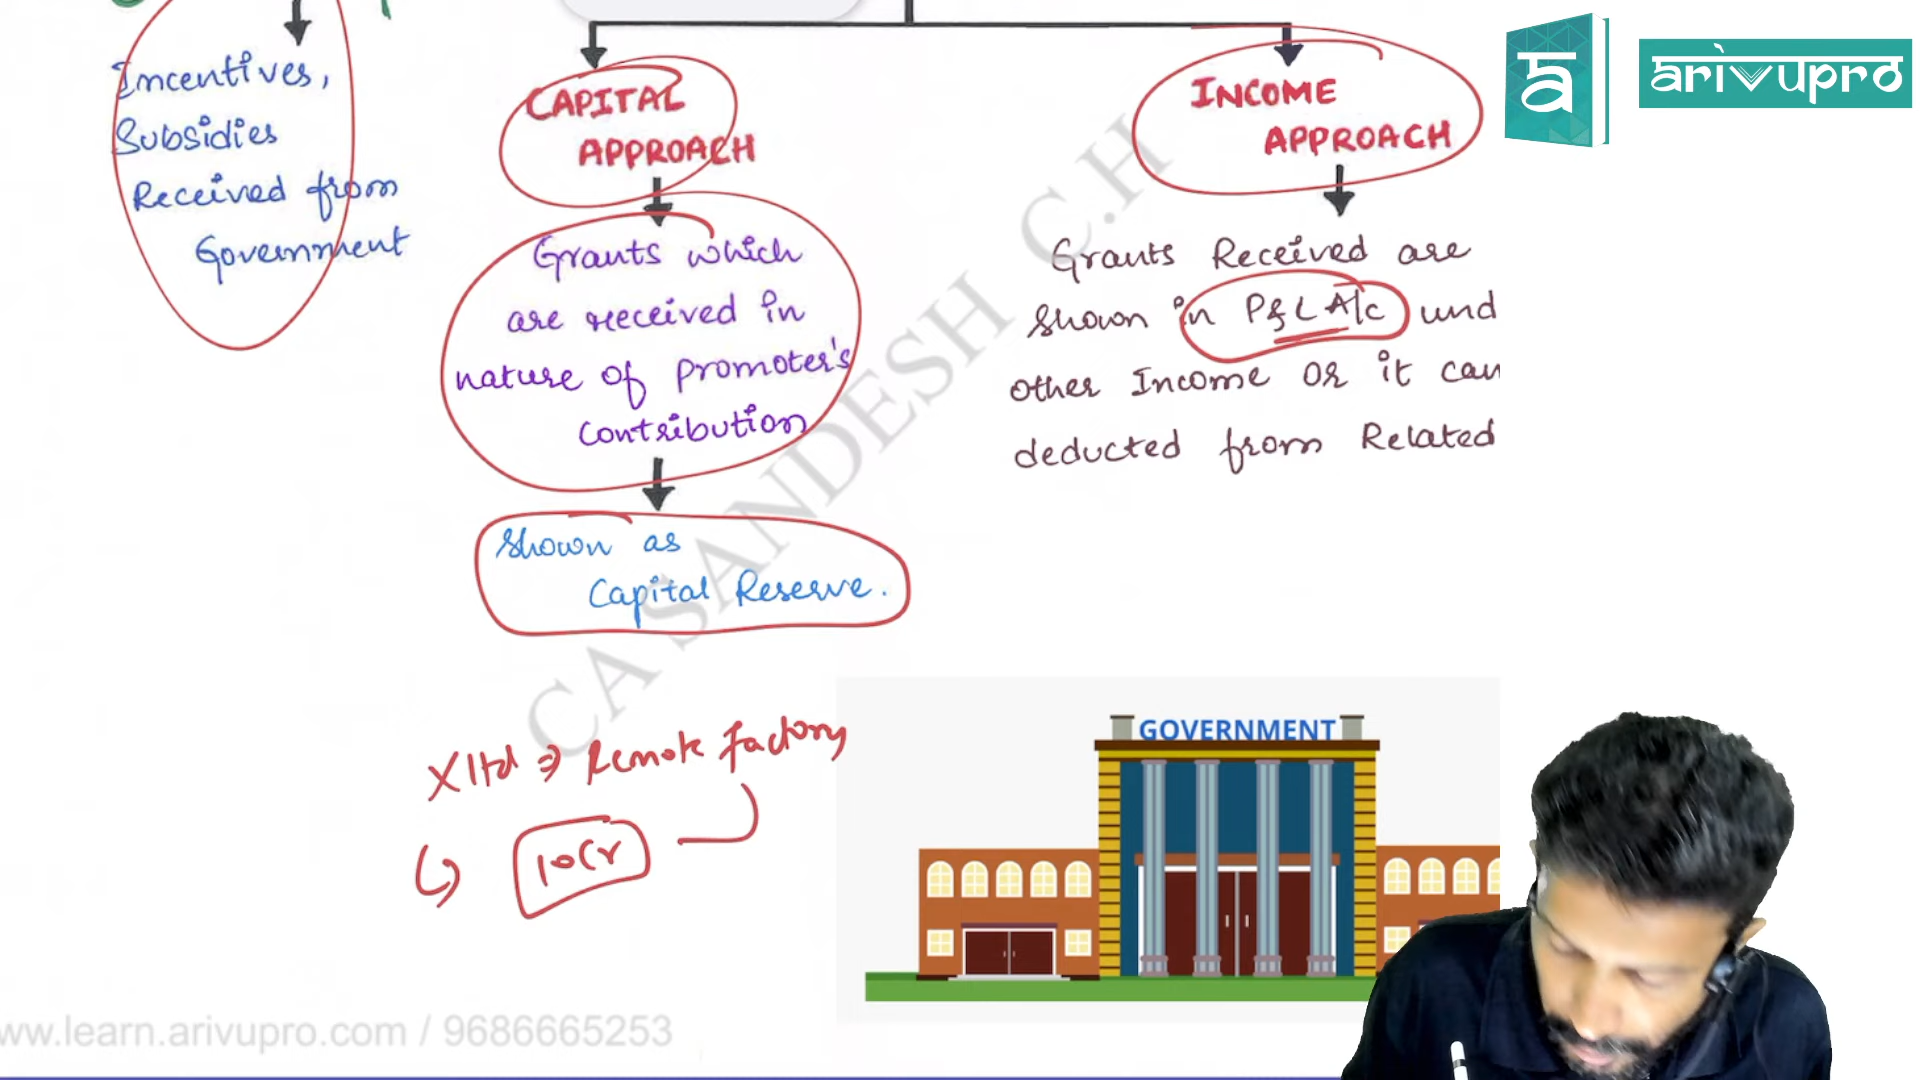 Incentives,
Subsidies
Received from
Government
CAPITAL
APPROACH
Grants which
are received in
nature of Promoter's
Contribution
Shown as
Capital Reserve.
INCOME
APPROACH
Grants Received are
shown in P&L A/c und
other Income OR it can
deducted from Related
arivupro
CA SANDESH C.H
X ltd ⇒ Remote factory
10Cr
GOVERNMENT
ww.learn.arivupro.com / 9686665253